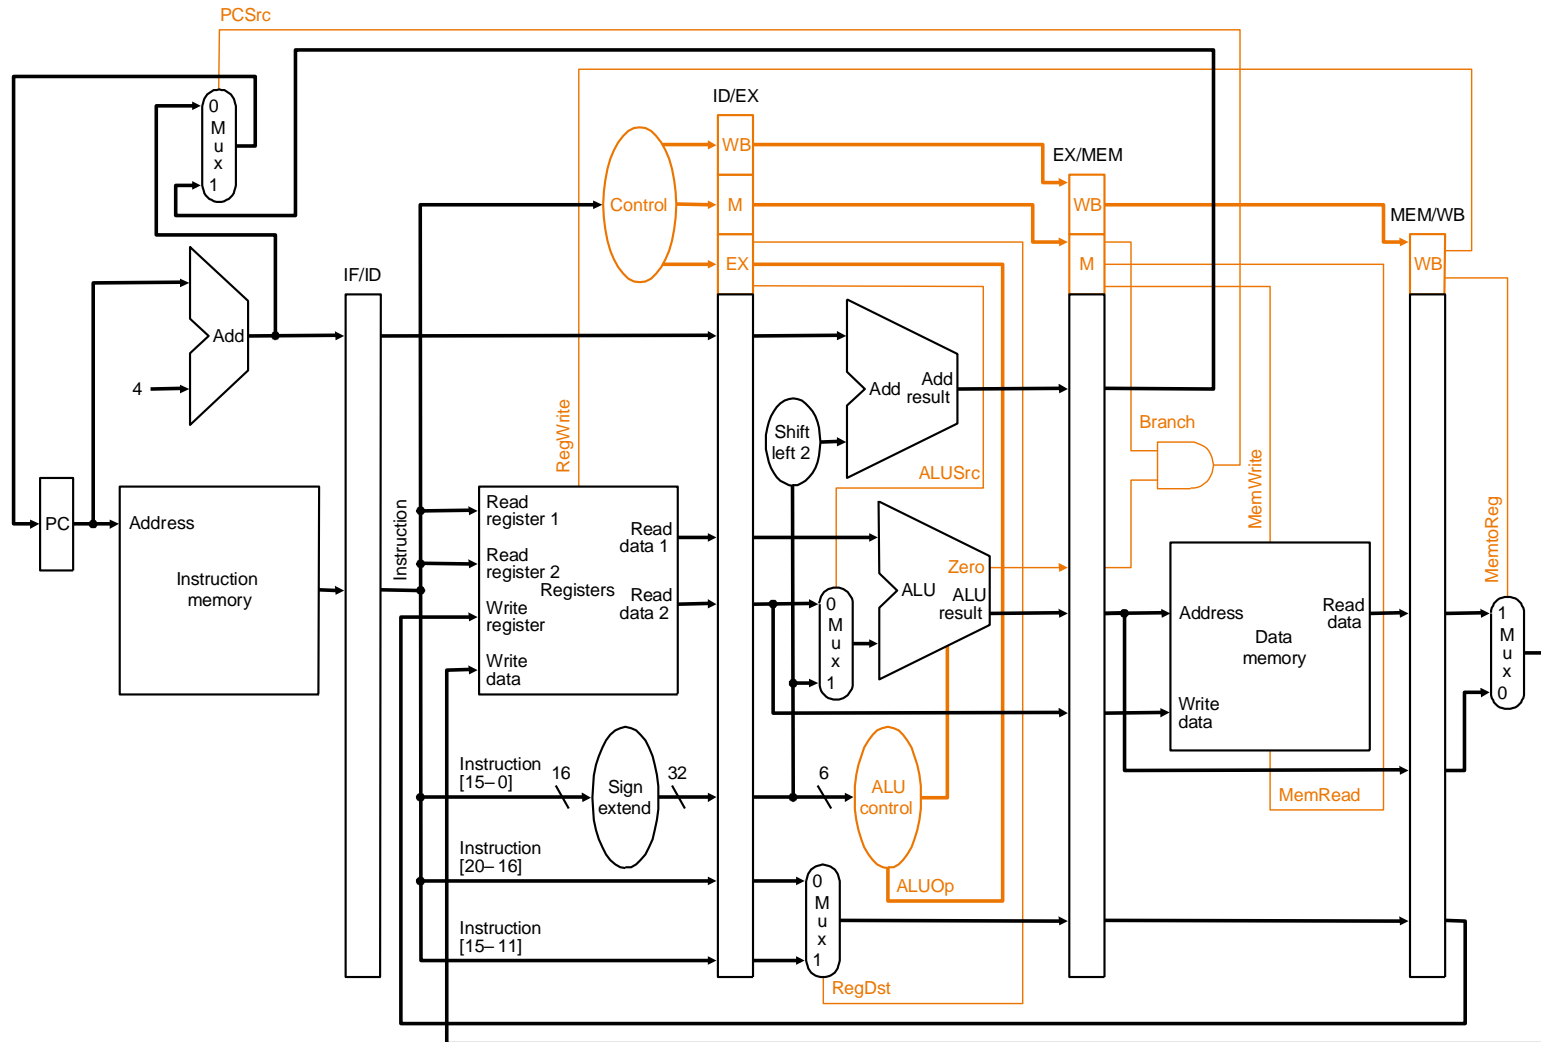 PCSrc
ID/EX
0
M
u
x
1
WB
EX/MEM
Control
M
WB
MEM/WB
IF/ID
EX
M
WB
Add
4
Add
Add
result
Shift
left 2
Branch
RegWrite
ALUSrc
MemWrite
MemtoReg
PC
Address
Instruction
memory
Instruction
Read
register 1
Read
register 2
Write
register
Write
data
Registers
Read
data 1
Read
data 2
0
M
u
x
1
ALU
Zero
ALU
result
Address
Write
data
Data
memory
Read
data
1
M
u
x
0
Instruction
[15–0]
16
Sign
extend
32
6
ALU
control
MemRead
Instruction
[20–16]
ALUOp
0
M
u
x
1
Instruction
[15–11]
RegDst